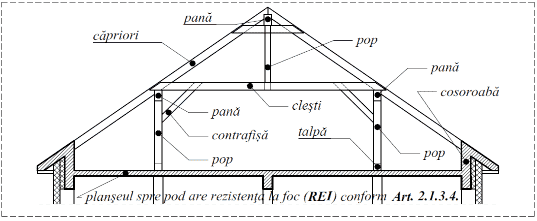 pană
căpriori
pop
pană
cosoroabă
pană
clești
contrafișă
talpă
pop
pop
planșeul spre pod are rezistența la foc (REI) conform Art. 2.1.3.4.